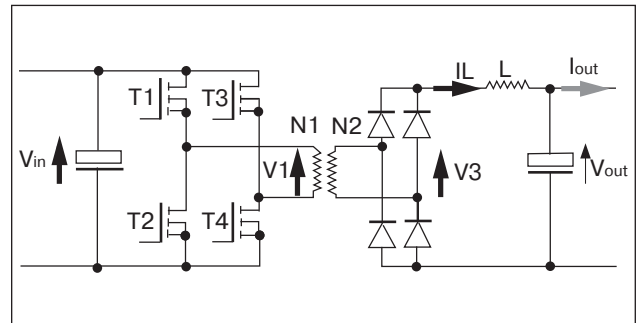 IL L Iout
T1 T3
N1 N2
Vin V1 V3 Vout
T2 T4